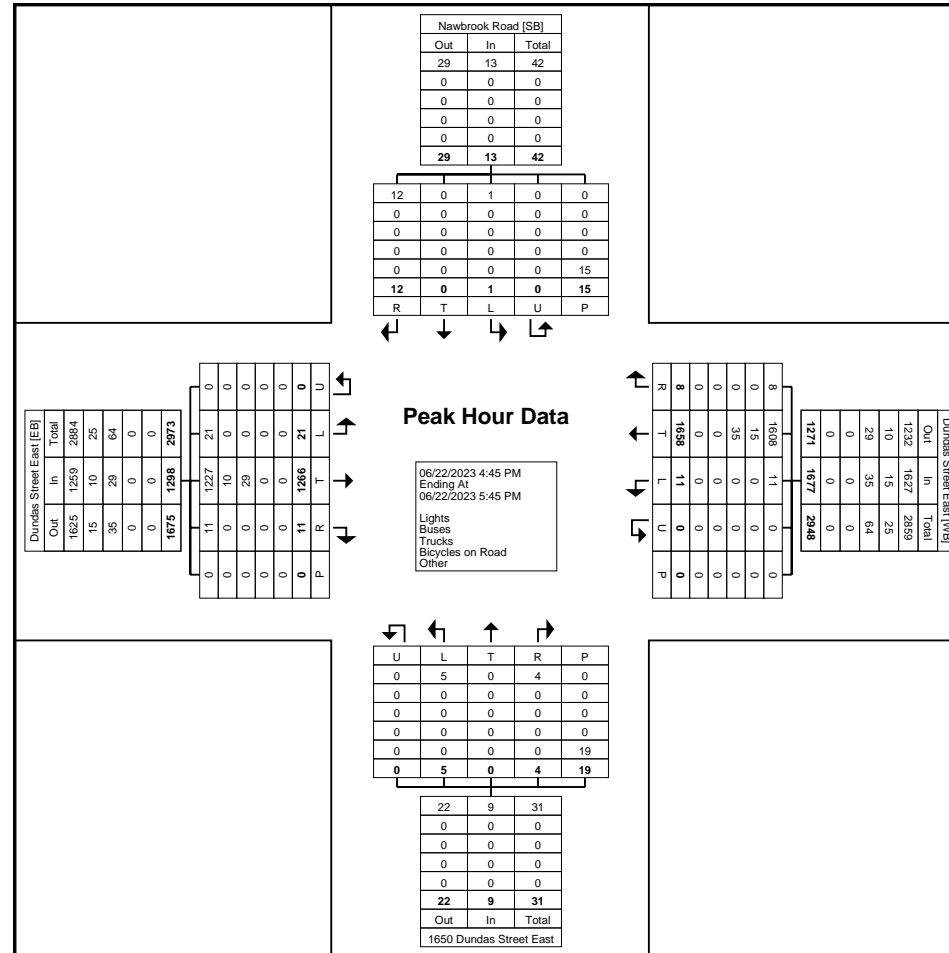 Nawbrook Road [SB]
Out In Total
29 13 42
0 0 0
0 0 0
0 0 0
0 0 0
29 13 42
12 0 1 0 0
0 0 0 0 0
0 0 0 0 0
0 0 0 0 0
0 0 0 0 15
12 0 1 0 15
R T L U P
Dundas Street East [EB]
Total In Out
2884 1259 1625
25 10 15
64 29 35
0 0 0
0 0 0
2973 1298 1675
0 21 1227 11 0
0 0 10 0 0
0 0 29 0 0
0 0 0 0 0
0 0 0 0 0
0 21 1266 11 0
U L T R P
Peak Hour Data
06/22/2023 4:45 PM
Ending At
06/22/2023 5:45 PM
Lights
Buses
Trucks
Bicycles on Road
Other
R T L U P
8 1658 11 0 0
0 0 0 0 0
0 0 0 0 0
0 35 0 0 0
0 15 0 0 0
8 1608 11 0 0
1271 1677 2948
0 0 0
0 0 0
29 35 64
10 15 25
1232 1627 2859
Out In Total
Dundas Street East [WB]
U L T R P
0 5 0 4 0
0 0 0 0 0
0 0 0 0 0
0 0 0 0 0
0 0 0 0 19
0 5 0 4 19
22 9 31
0 0 0
0 0 0
0 0 0
0 0 0
22 9 31
Out In Total
1650 Dundas Street East